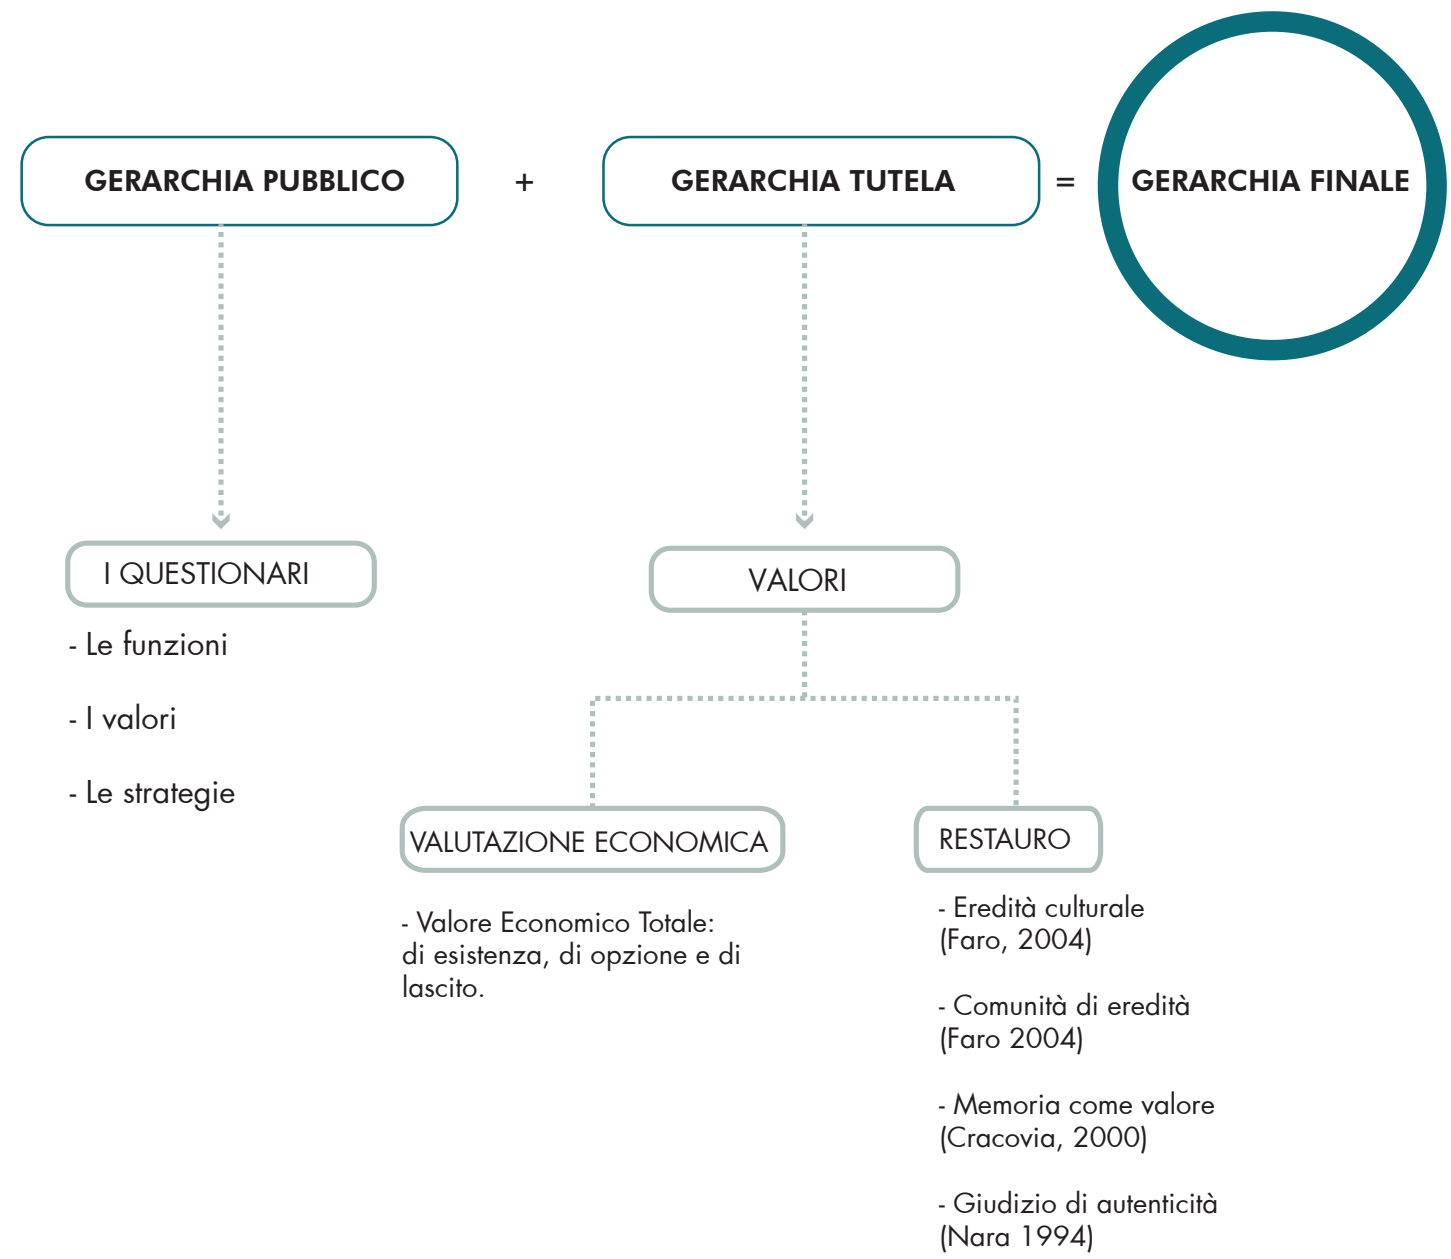 GERARCHIA PUBBLICO + GERARCHIA TUTELA = GERARCHIA FINALE
I QUESTIONARI
- Le funzioni
- I valori
- Le strategie
VALORI
VALUTAZIONE ECONOMICA
- Valore Economico Totale:
di esistenza, di opzione e di
lascito.
RESTAURO
- Eredità culturale
(Faro, 2004)
- Comunità di eredità
(Faro 2004)
- Memoria come valore
(Cracovia, 2000)
- Giudizio di autenticità
(Nara 1994)